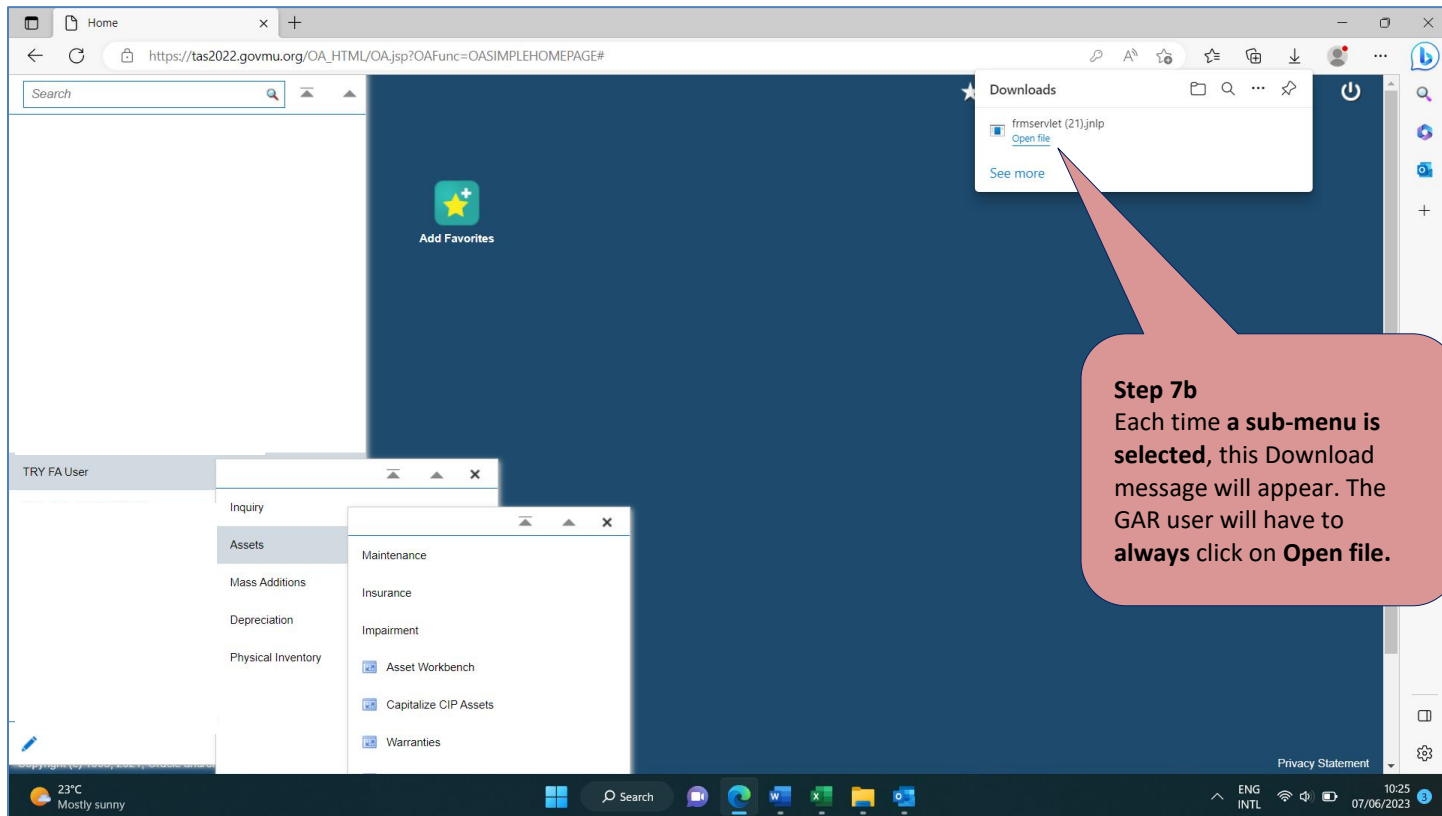 Home
https://tas2022.govmu.org/OA_HTML/OA.jsp?OAFunc=OASIMPLEHOMEPAGE#
Search
Downloads
frmservlet (21).jnlp
Open file
See more
Add Favorites
Step 7b
Each time a sub-menu is
selected, this Download
message will appear. The
GAR user will have to
always click on Open file.
TRY FA User
Inquiry
Assets
Mass Additions
Depreciation
Physical Inventory
Maintenance
Insurance
Impairment
Asset Workbench
Capitalize CIP Assets
Warranties
Privacy Statement
23°C
Mostly sunny
Search
ENG
INTL
10:25
07/06/2023
3